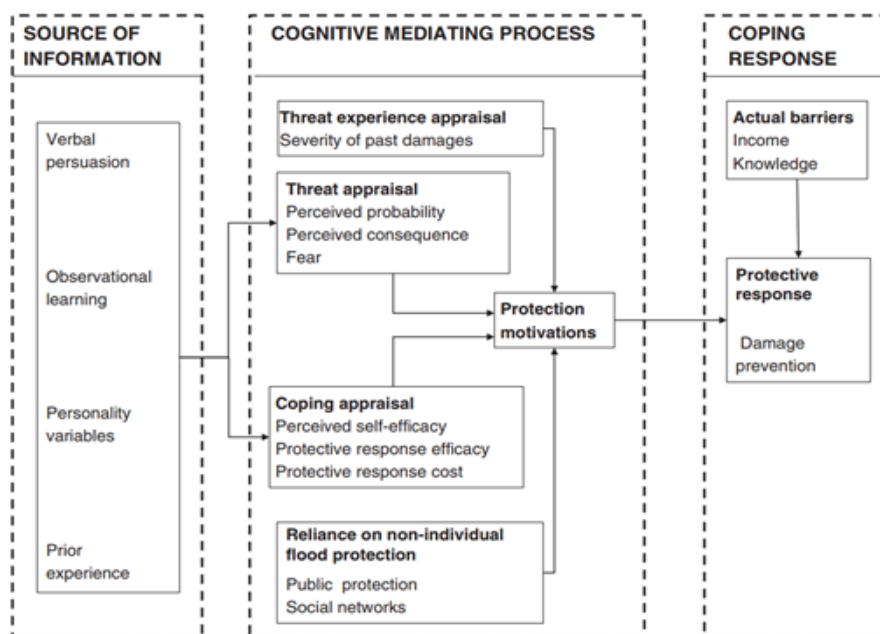 SOURCE OF
INFORMATION
Verbal
persuasion
Observational
learning
Personality
variables
Prior
experience
COGNITIVE MEDIATING PROCESS
Threat experience appraisal
Severity of past damages
Threat appraisal
Perceived probability
Perceived consequence
Fear
Protection
motivations
Coping appraisal
Perceived self-efficacy
Protective response efficacy
Protective response cost
Reliance on non-individual
flood protection
Public protection
Social networks
COPING
RESPONSE
Actual barriers
Income
Knowledge
Protective
response
Damage
prevention